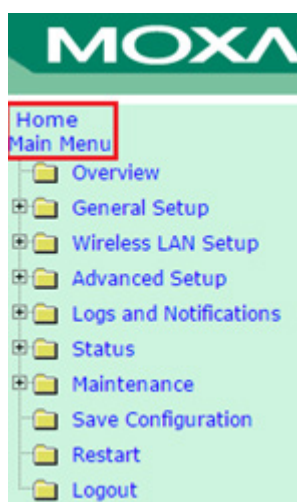 MOXA
Home
Main Menu
Overview
General Setup
Wireless LAN Setup
Advanced Setup
Logs and Notifications
Status
Maintenance
Save Configuration
Restart
Logout